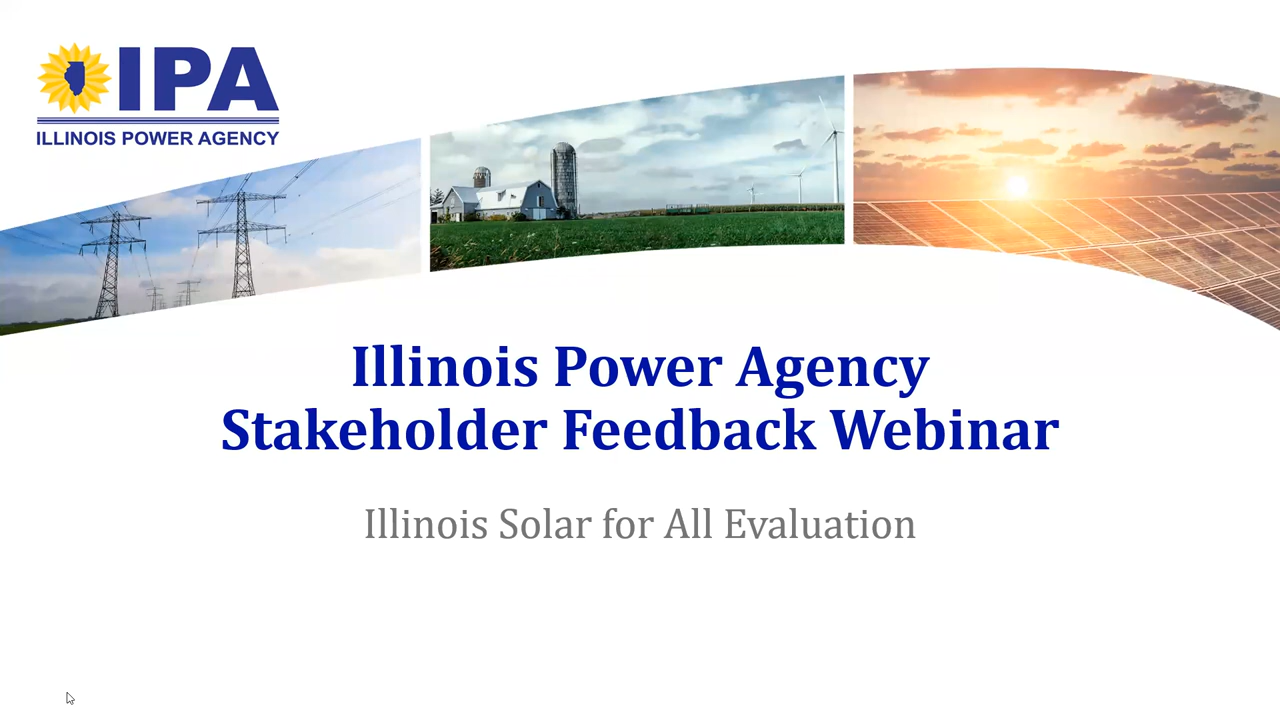 IPA
ILLINOIS POWER AGENCY
Illinois Power Agency
Stakeholder Feedback Webinar
Illinois Solar for All Evaluation